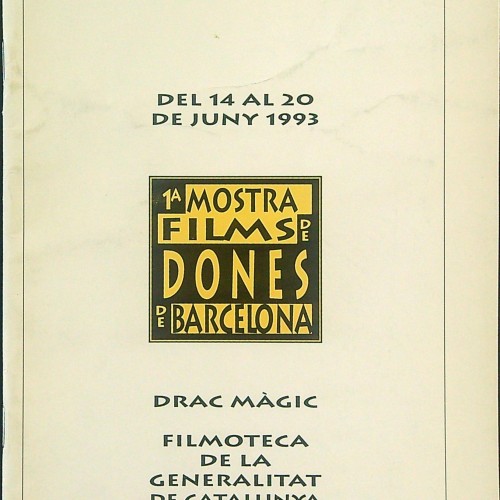 DEL 14 AL 20
DE JUNY 1993
1A MOSTRA
FILMS DE
DONES
DE BARCELONA
DRAC MÀGIC
FILMOTECA
DE LA
GENERALITAT
DE CATALUNYA